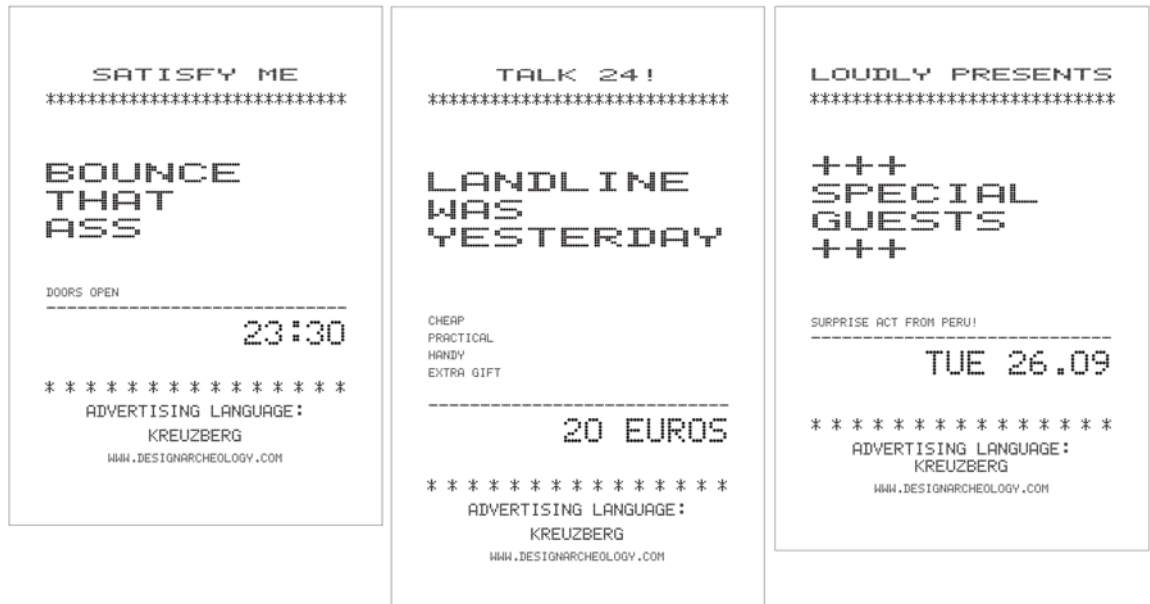 SATISFY ME
*****************************
BOUNCE
THAT
ASS
DOORS OPEN
------------------------------
23:30
* * * * * * * * * * * * * * *
ADVERTISING LANGUAGE:
KREUZBERG
WWW.DESIGNARCHEOLOGY.COM
TALK 24!
*****************************
LANDLINE
WAS
YESTERDAY
CHEAP
PRACTICAL
HANDY
EXTRA GIFT
------------------------------
20 EUROS
* * * * * * * * * * * * * * *
ADVERTISING LANGUAGE:
KREUZBERG
WWW.DESIGNARCHEOLOGY.COM
LOUDLY PRESENTS
*****************************
+++
SPECIAL
GUESTS
+++
SURPRISE ACT FROM PERU!
------------------------------
TUE 26.09
* * * * * * * * * * * * * * *
ADVERTISING LANGUAGE:
KREUZBERG
WWW.DESIGNARCHEOLOGY.COM